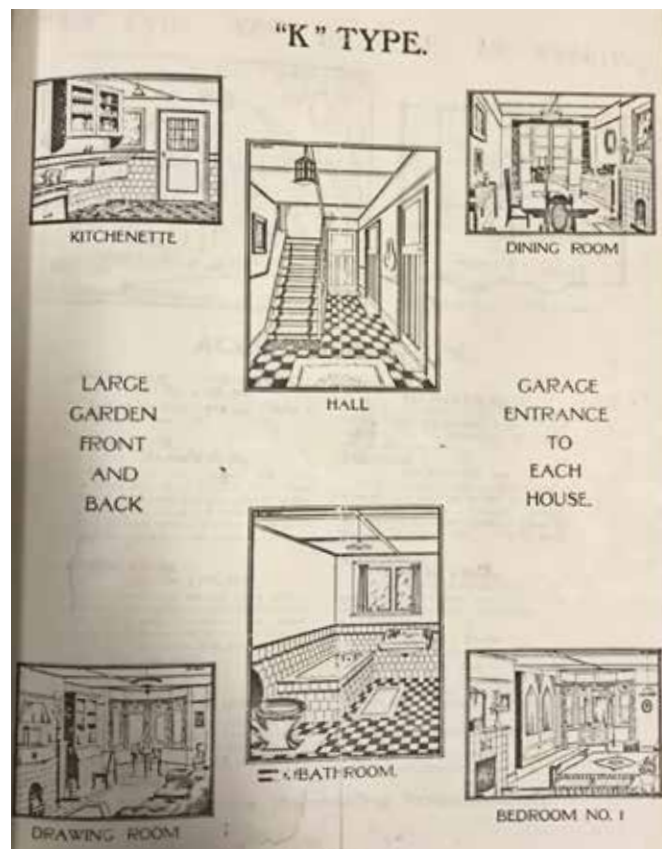 "K" TYPE.
KITCHENETTE
DINING ROOM
HALL
LARGE
GARDEN
FRONT
AND
BACK
GARAGE
ENTRANCE
TO
EACH
HOUSE.
BATHROOM.
DRAWING ROOM
BEDROOM NO. 1